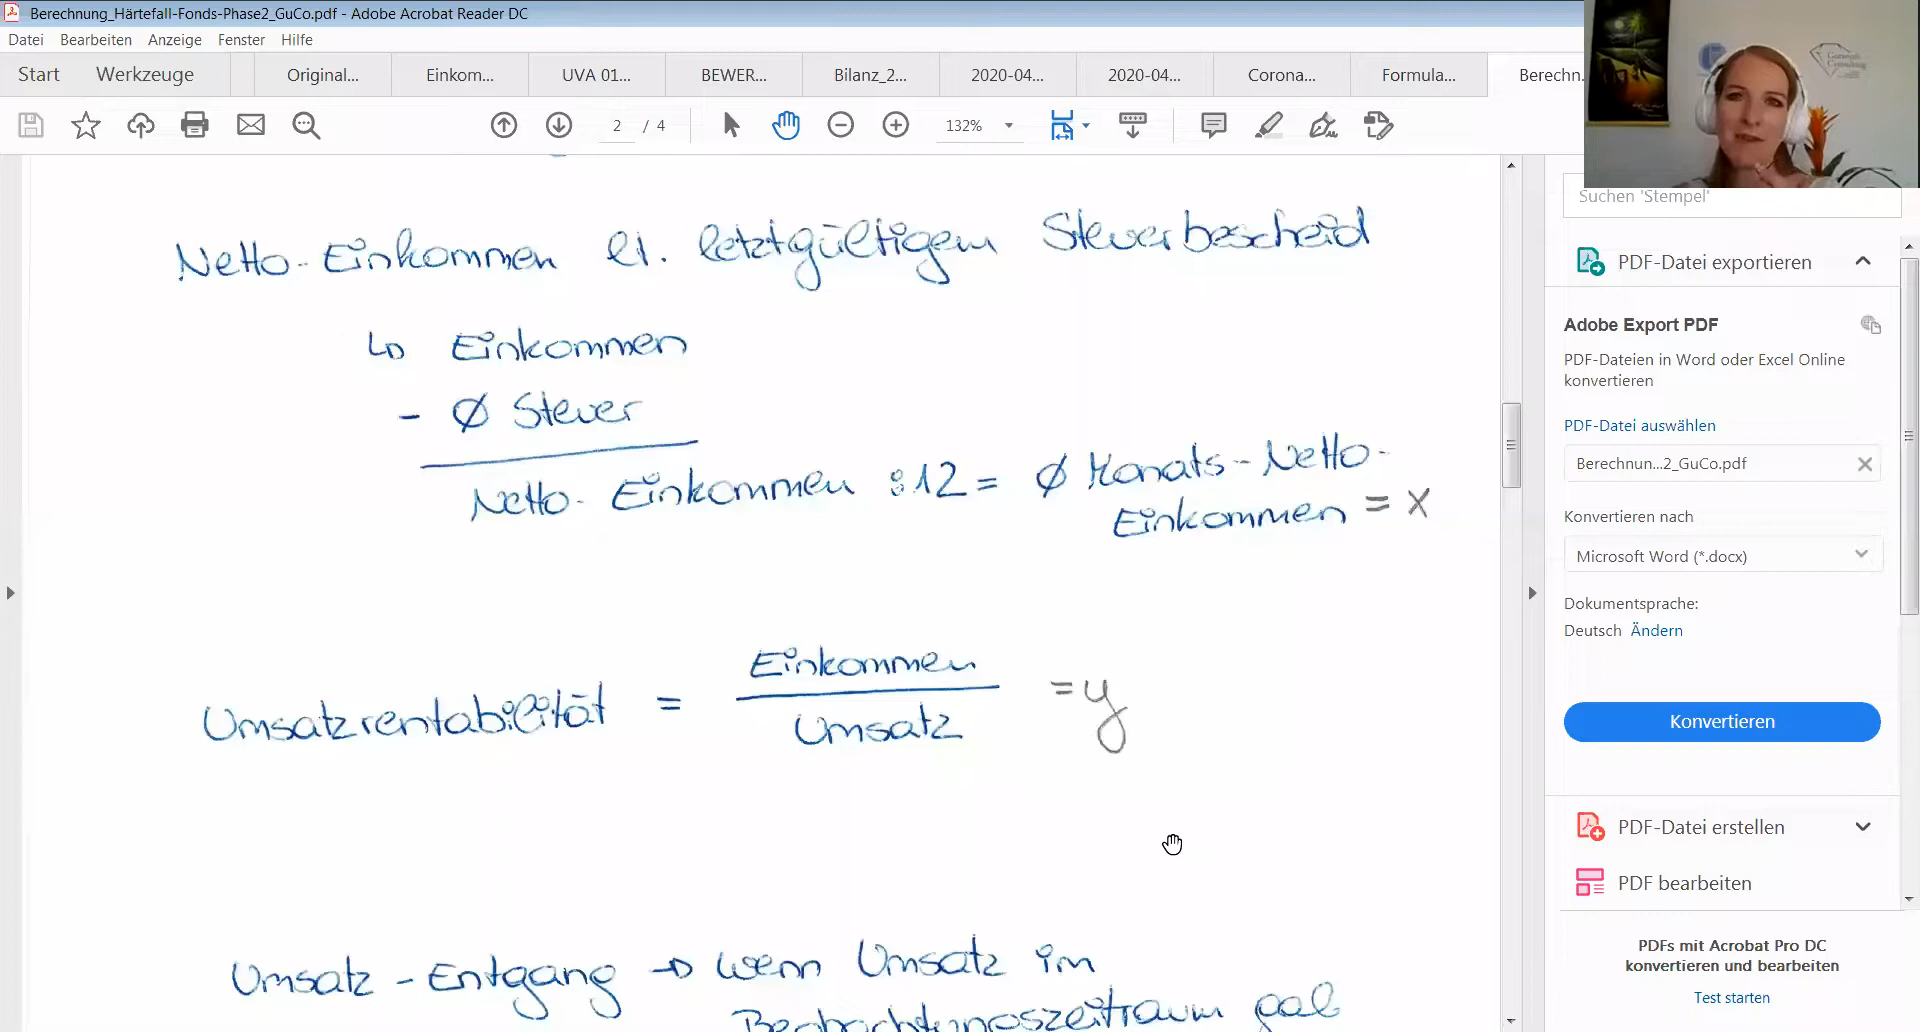 Berechnung_Härtefall-Fonds-Phase2_GuCo.pdf - Adobe Acrobat Reader DC
Datei Bearbeiten Anzeige Fenster Hilfe
Start Werkzeuge Original... Einkom... UVA 01... BEWER... Bilanz_2... 2020-04... 2020-04... Corona... Formula... Berechn.
2 / 4 132%
Suchen 'Stempel'
Netto-Einkommen lt. letztgültigem Steuerbescheid
Einkommen
- Ø Steuer
Netto-Einkommen :12 = Ø Monats-Netto-
Einkommen = x
Umsatzrentabilität = Einkommen
Umsatz
= y
Umsatz-Entgang → wenn Umsatz im
Beobachtungszeitraum
PDF-Datei exportieren
Adobe Export PDF
PDF-Dateien in Word oder Excel Online
konvertieren
PDF-Datei auswählen
Berechnun...2_GuCo.pdf
Konvertieren nach
Microsoft Word (*.docx)
Dokumentsprache:
Deutsch Ändern
Konvertieren
PDF-Datei erstellen
PDF bearbeiten
PDFs mit Acrobat Pro DC
konvertieren und bearbeiten
Test starten